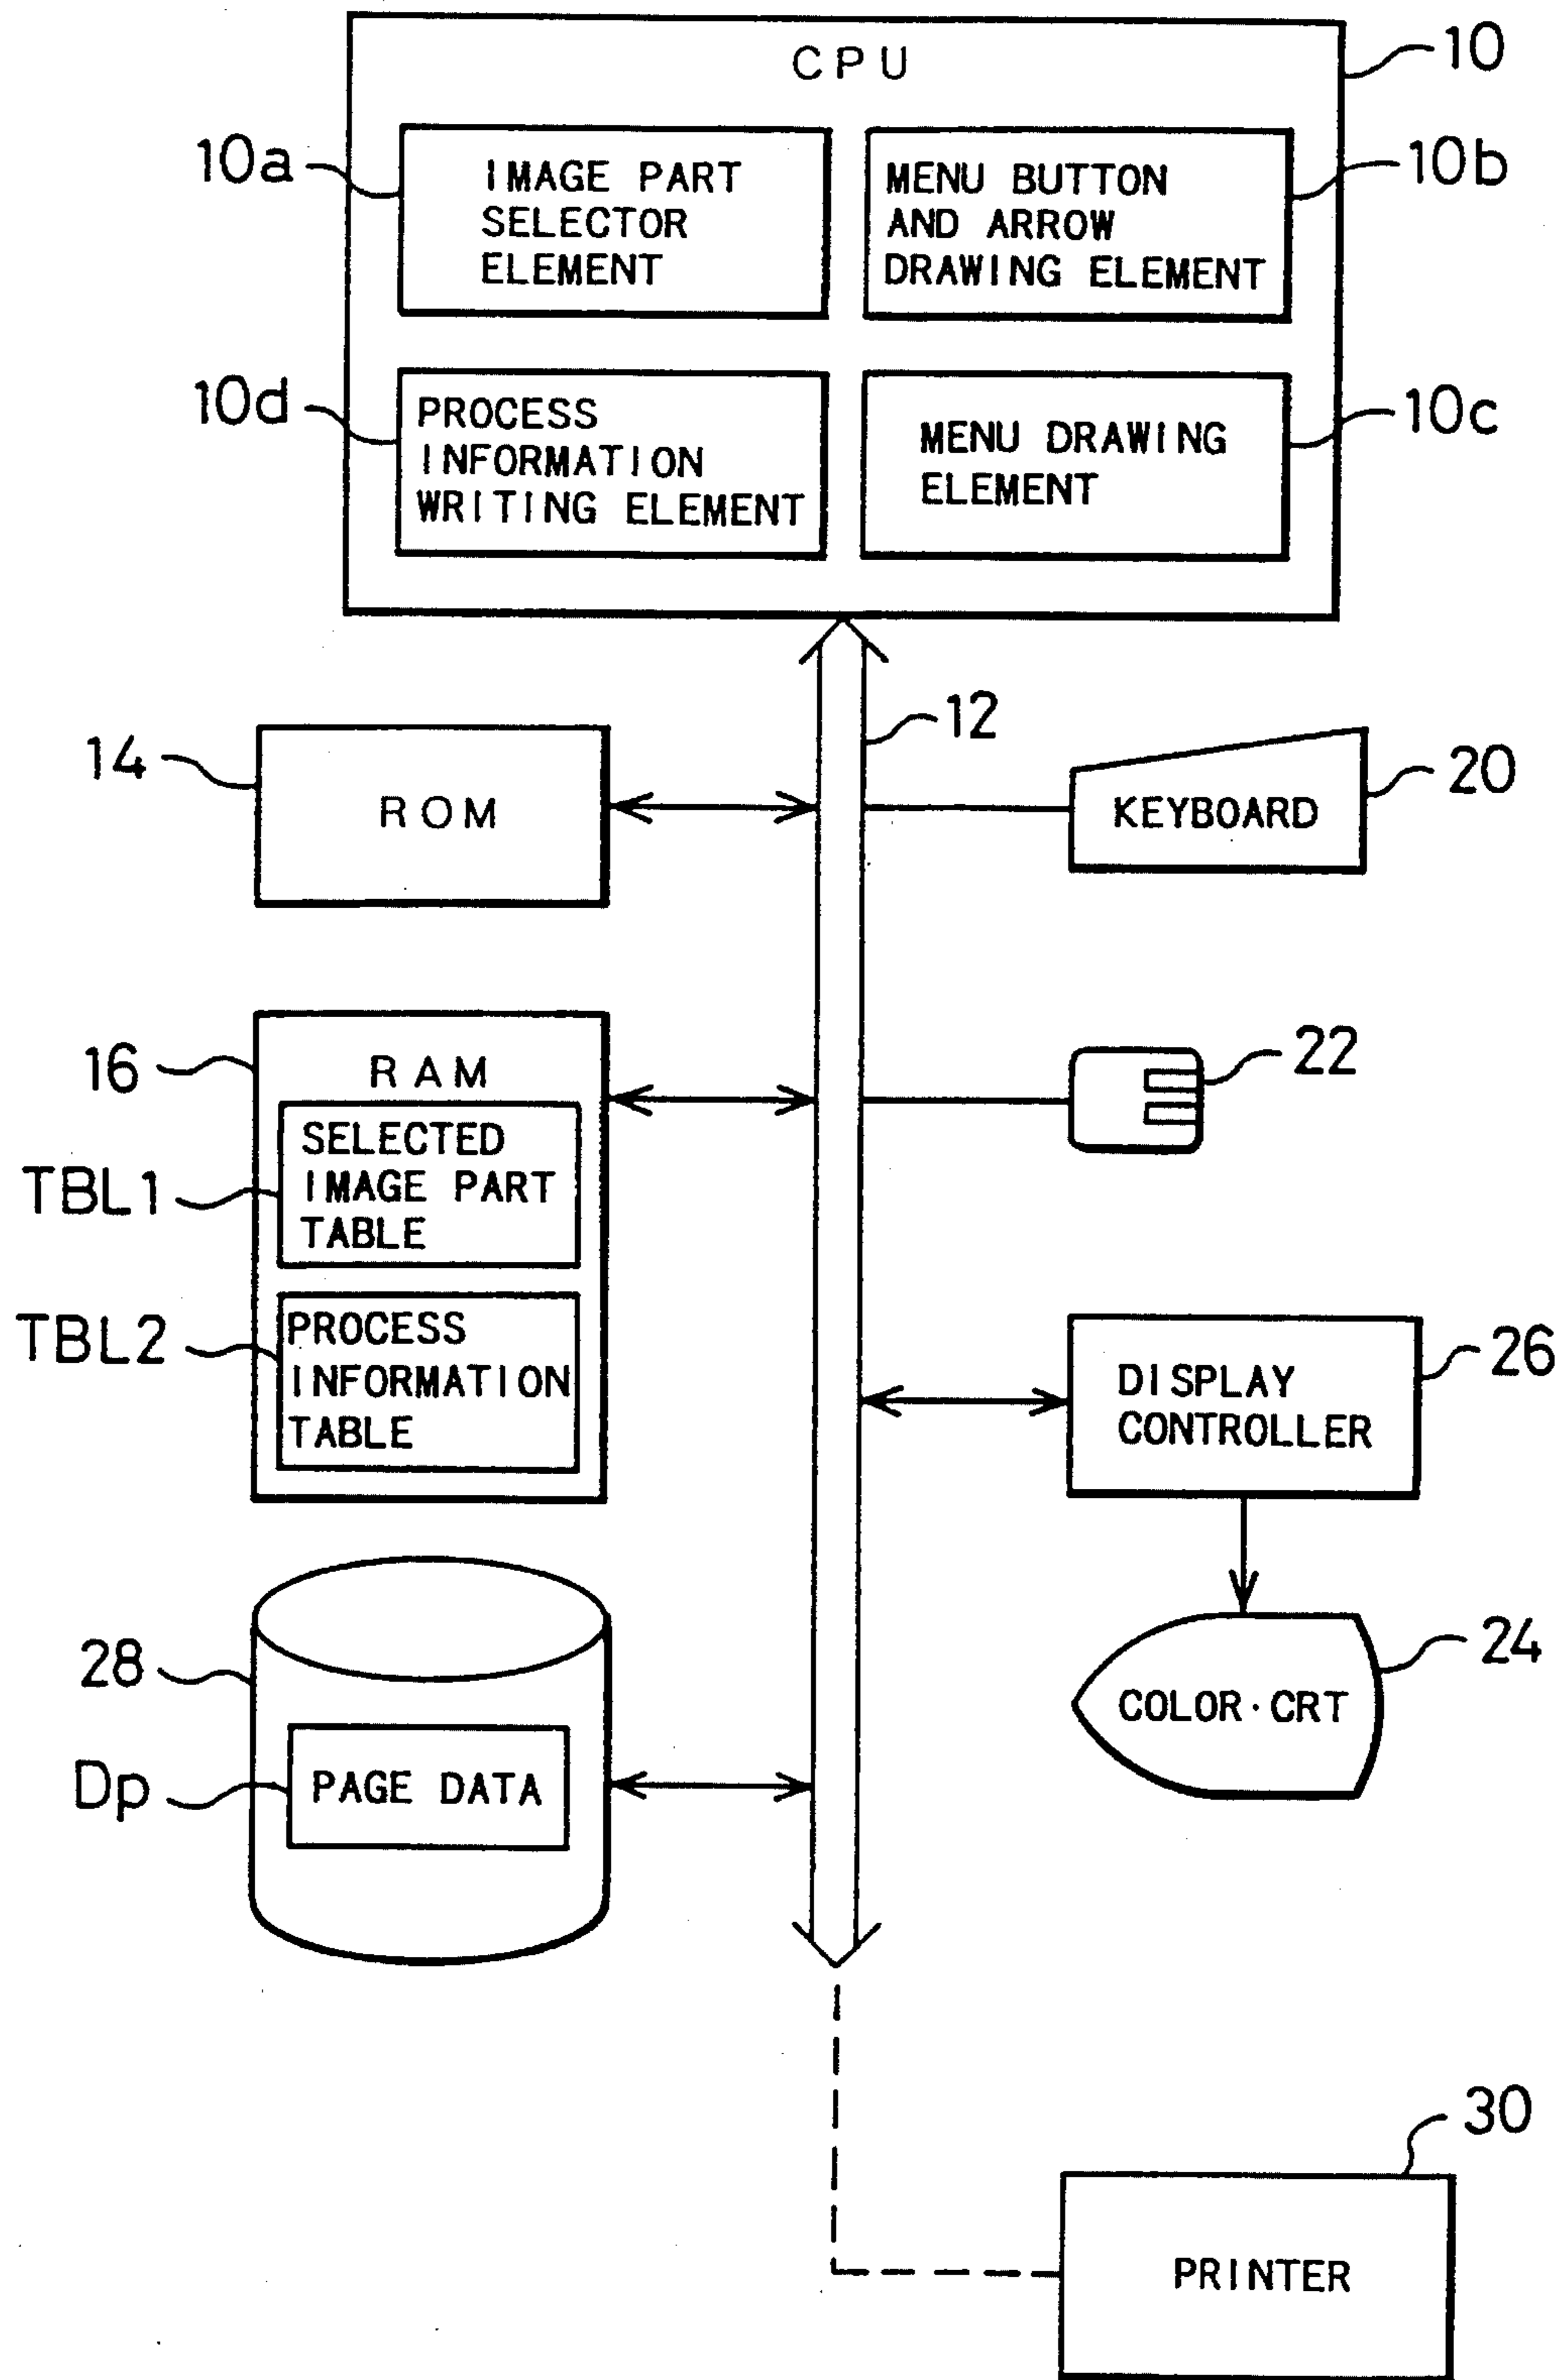 CPU
10
10a
IMAGE PART
SELECTOR
ELEMENT
MENU BUTTON
AND ARROW
DRAWING ELEMENT
10b
10d
PROCESS
INFORMATION
WRITING ELEMENT
MENU DRAWING
ELEMENT
10c
12
14
ROM
KEYBOARD
20
16
RAM
22
TBL1
SELECTED
IMAGE PART
TABLE
TBL2
PROCESS
INFORMATION
TABLE
DISPLAY
CONTROLLER
26
28
24
COLOR·CRT
Dp
PAGE DATA
30
PRINTER